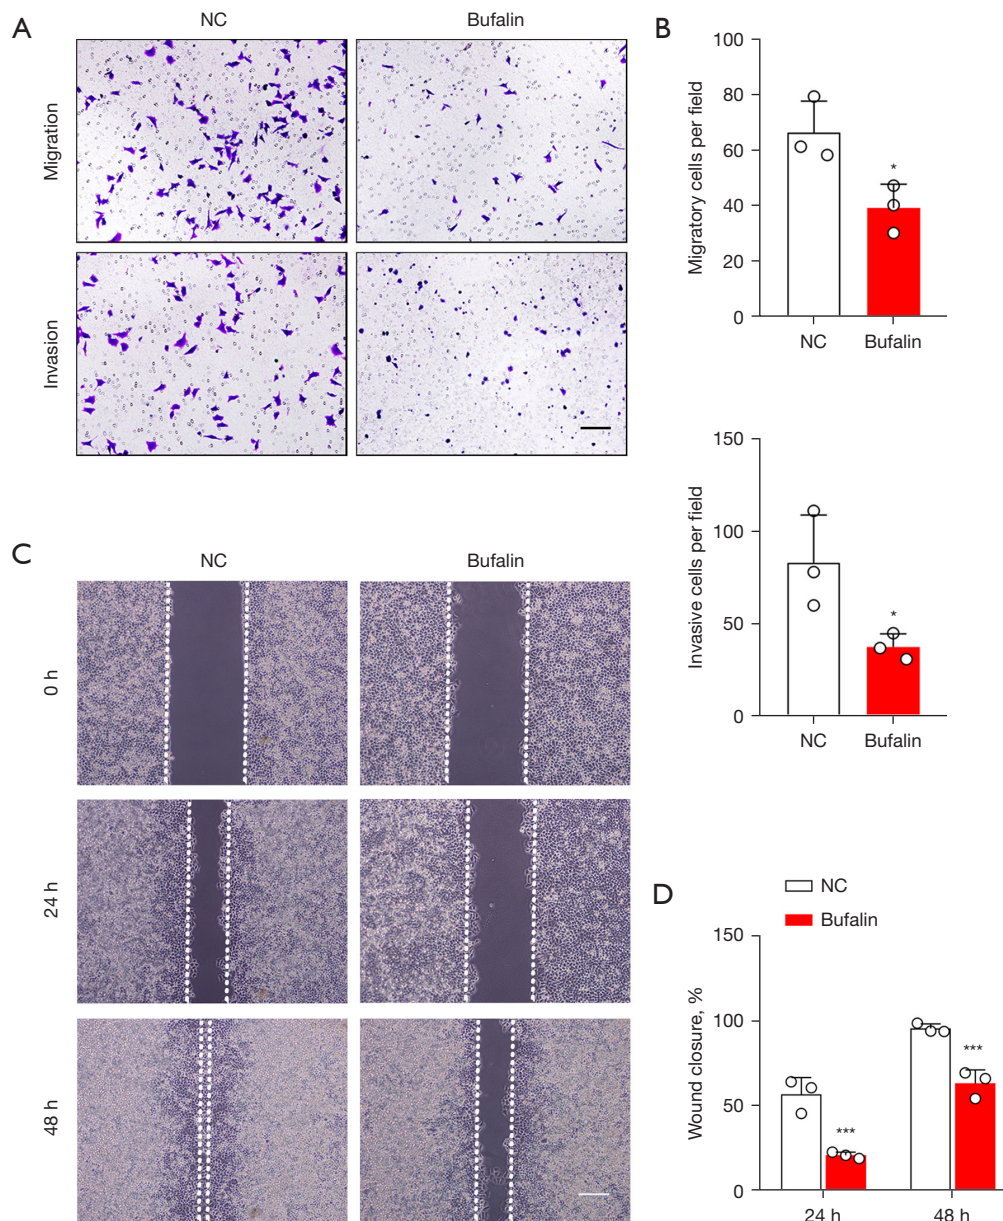 A
NC
Bufalin
Migration
Invasion
B
Migratory cells per field
100
80
60
40
20
0
*
NC
Bufalin
Invasive cells per field
150
100
50
0
*
NC
Bufalin
C
NC
Bufalin
0 h
24 h
48 h
D
NC
Bufalin
Wound closure, %
150
100
50
0
***
***
24 h
48 h